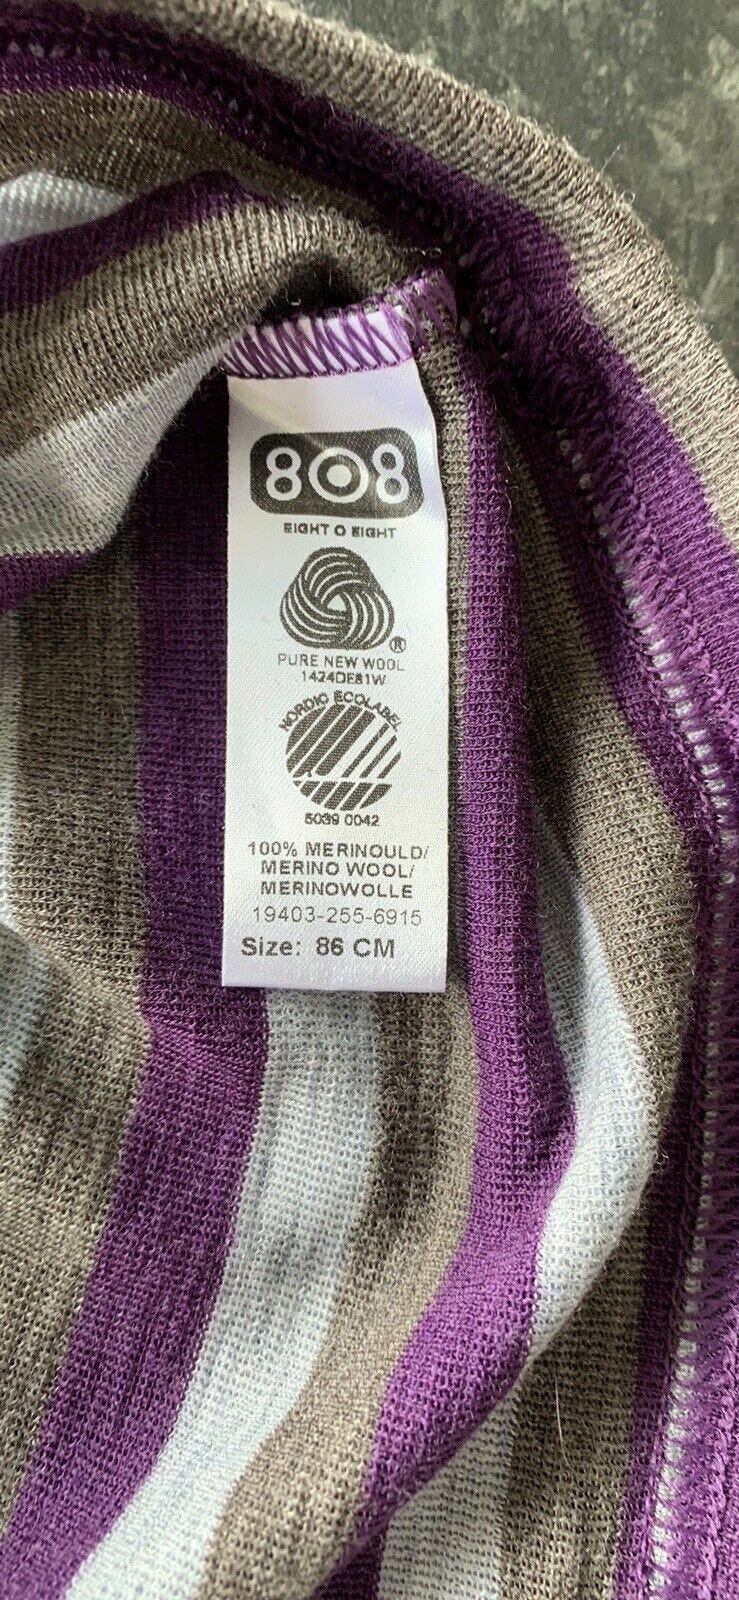 808
EIGHT O EIGHT
®
PURE NEW WOOL
1424DE81W
NORDIC ECOLABEL
5039 0042
100% MERINOULD/
MERINO WOOL/
MERINOWOLLE
19403-255-6915
Size: 86 CM